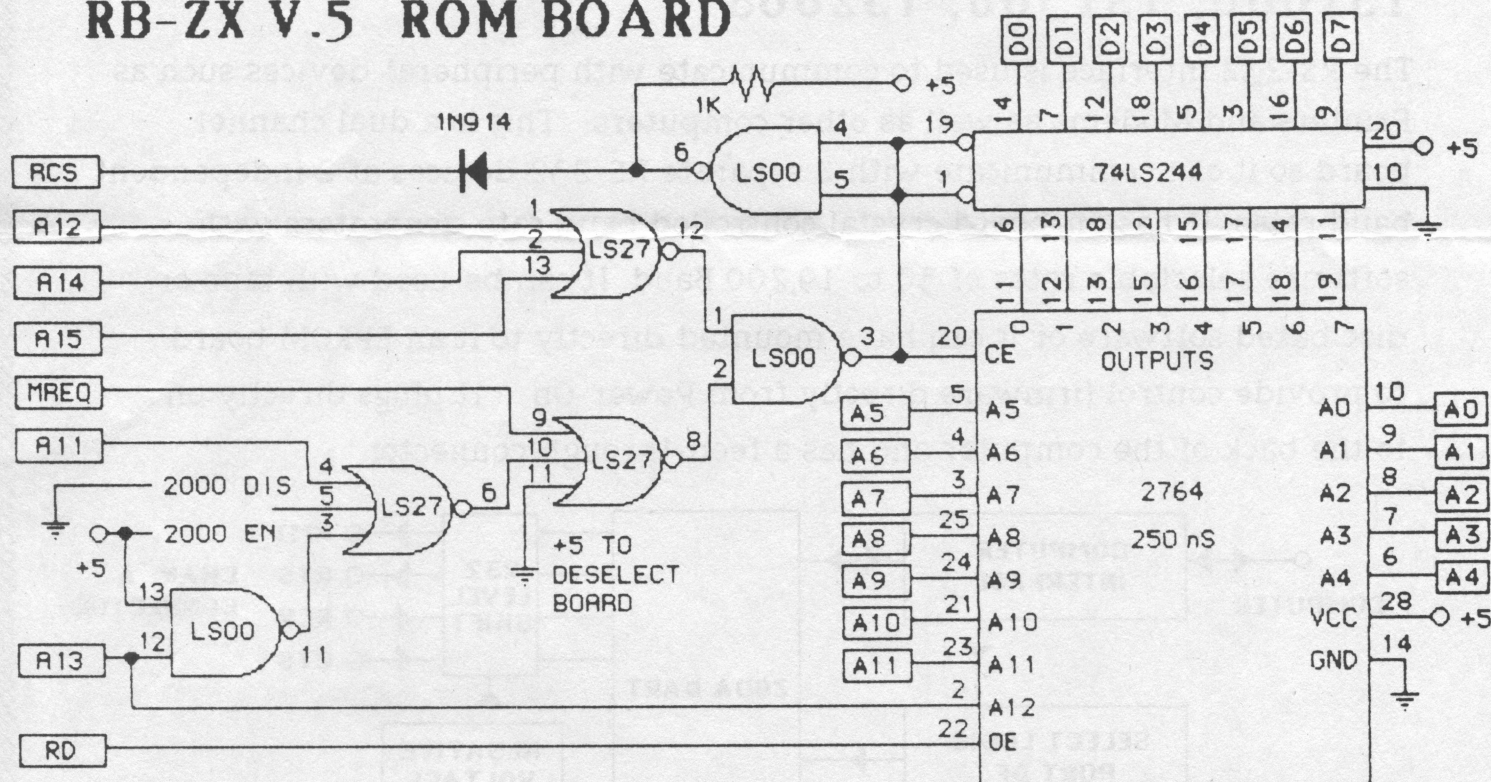 RB-ZX V.5 ROM BOARD
D0 D1 D2 D3 D4 D5 D6 D7
14 7 12 18 5 3 16 9
1K
+5
1N914
RCS
6
LS00
4
5
19
1
74LS244
20
+5
10
6 13 8 2 15 17 4 11
A12
1
2
13
LS27
12
A14
A15
11 12 13 15 16 17 18 19
0 1 2 3 4 5 6 7
1
2
LS00
3
20
CE
OUTPUTS
MREQ
9
10
11
LS27
8
A5
5
A5
A0
10
A0
A11
4
5
3
LS27
6
A6
4
A1
9
A1
2000 DIS
A7
3
A7
2764
A2
8
A2
2000 EN
+5
+5 TO
DESELECT
BOARD
A8
25
A8
250 nS
A3
7
A3
A9
24
A9
A4
6
A4
13
12
LS00
11
A10
21
A10
VCC
28
+5
A13
A11
23
A11
GND
14
2
A12
RD
22
OE